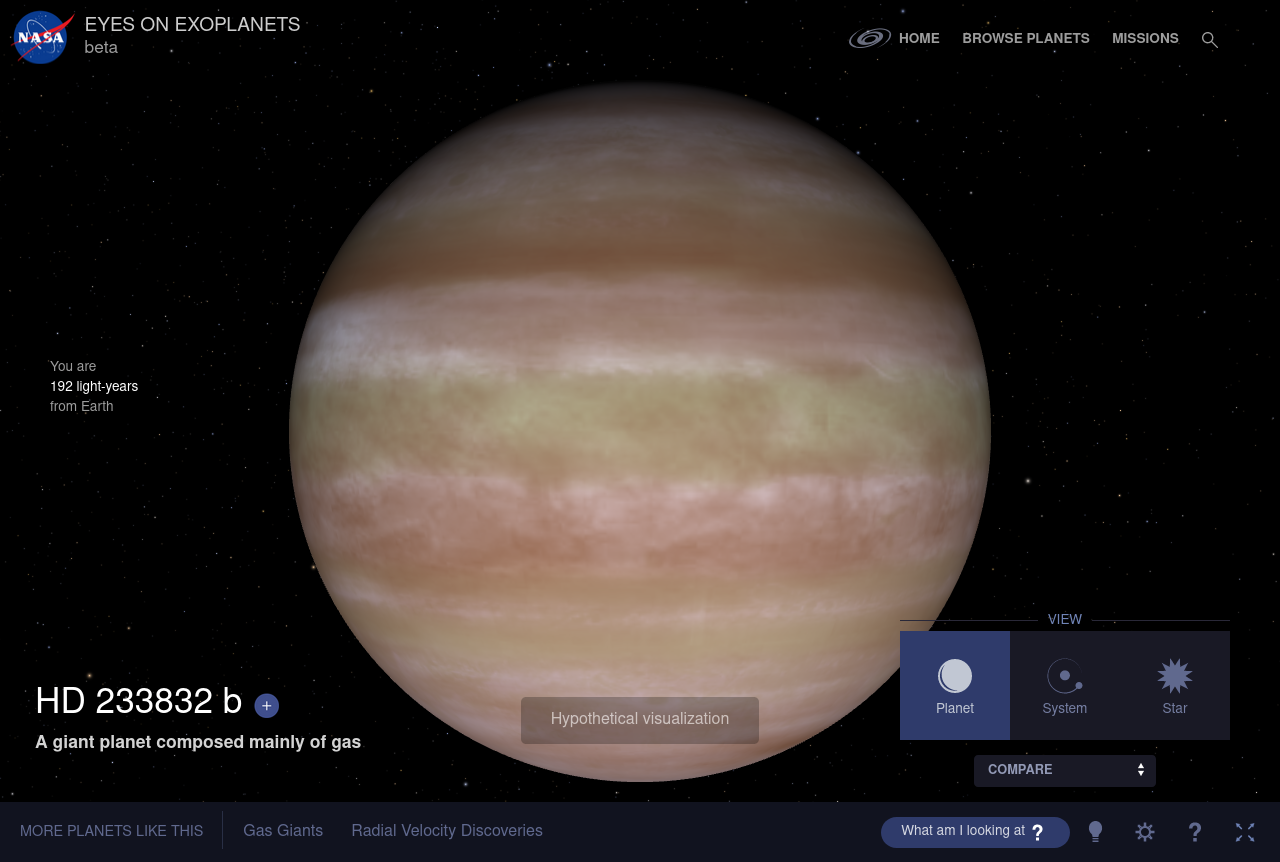 NASA
EYES ON EXOPLANETS
beta
HOME
BROWSE PLANETS
MISSIONS
You are
192 light-years
from Earth
HD 233832 b +
A giant planet composed mainly of gas
Hypothetical visualization
VIEW
Planet
System
Star
COMPARE
MORE PLANETS LIKE THIS
Gas Giants
Radial Velocity Discoveries
What am I looking at ?
?